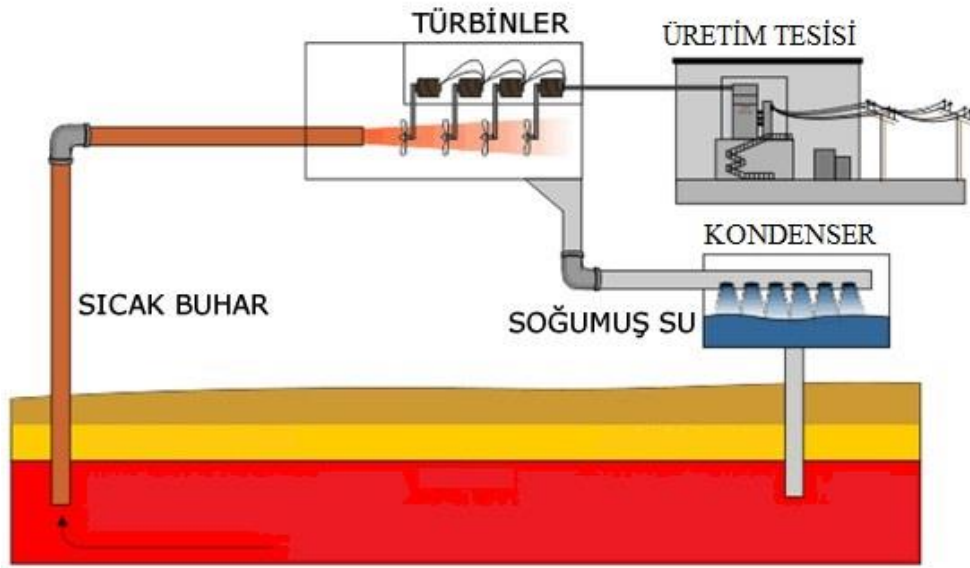 TÜRBİNLER
ÜRETİM TESİSİ
KONDENSER
SICAK BUHAR
SOĞUMUŞ SU